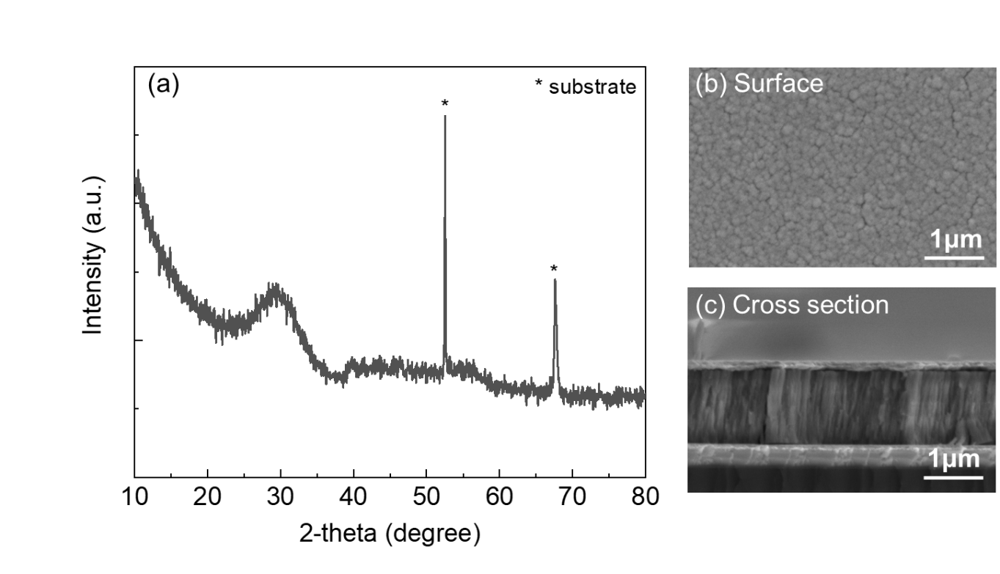 (a)
* substrate
*
*
Intensity (a.u.)
10 20 30 40 50 60 70 80
2-theta (degree)
(b) Surface
1μm
(c) Cross section
1μm